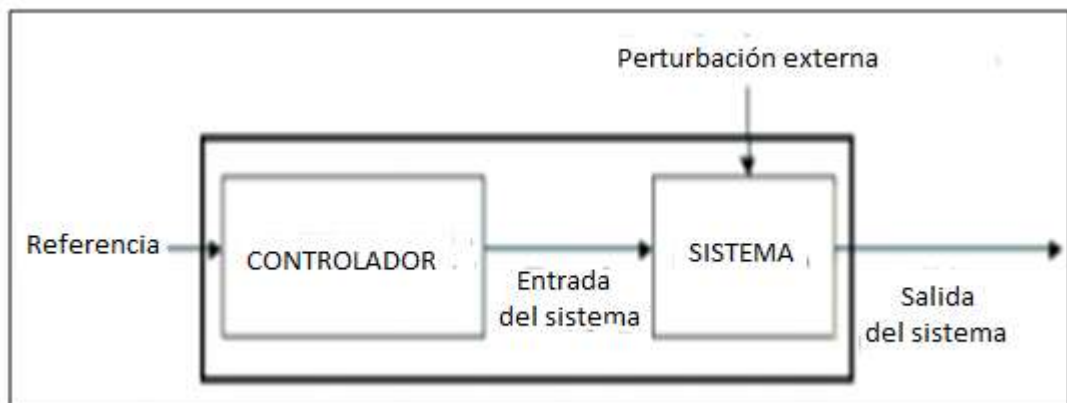 Perturbación externa
Referencia
CONTROLADOR
Entrada
del sistema
SISTEMA
Salida
del sistema